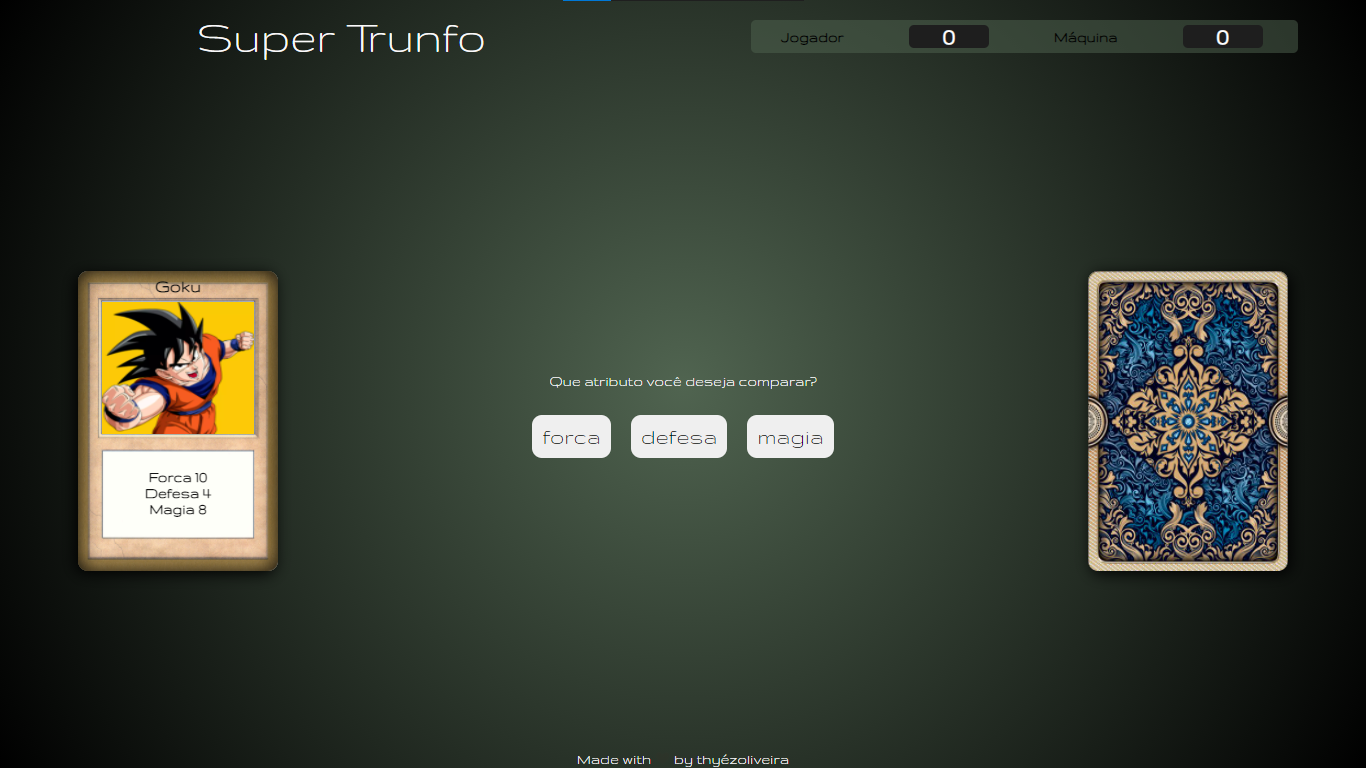 Super Trunfo
Jogador 0 Máquina 0
Goku
Forca 10
Defesa 4
Magia 8
Que atributo você deseja comparar?
forca defesa magia
Made with by thyézoliveira